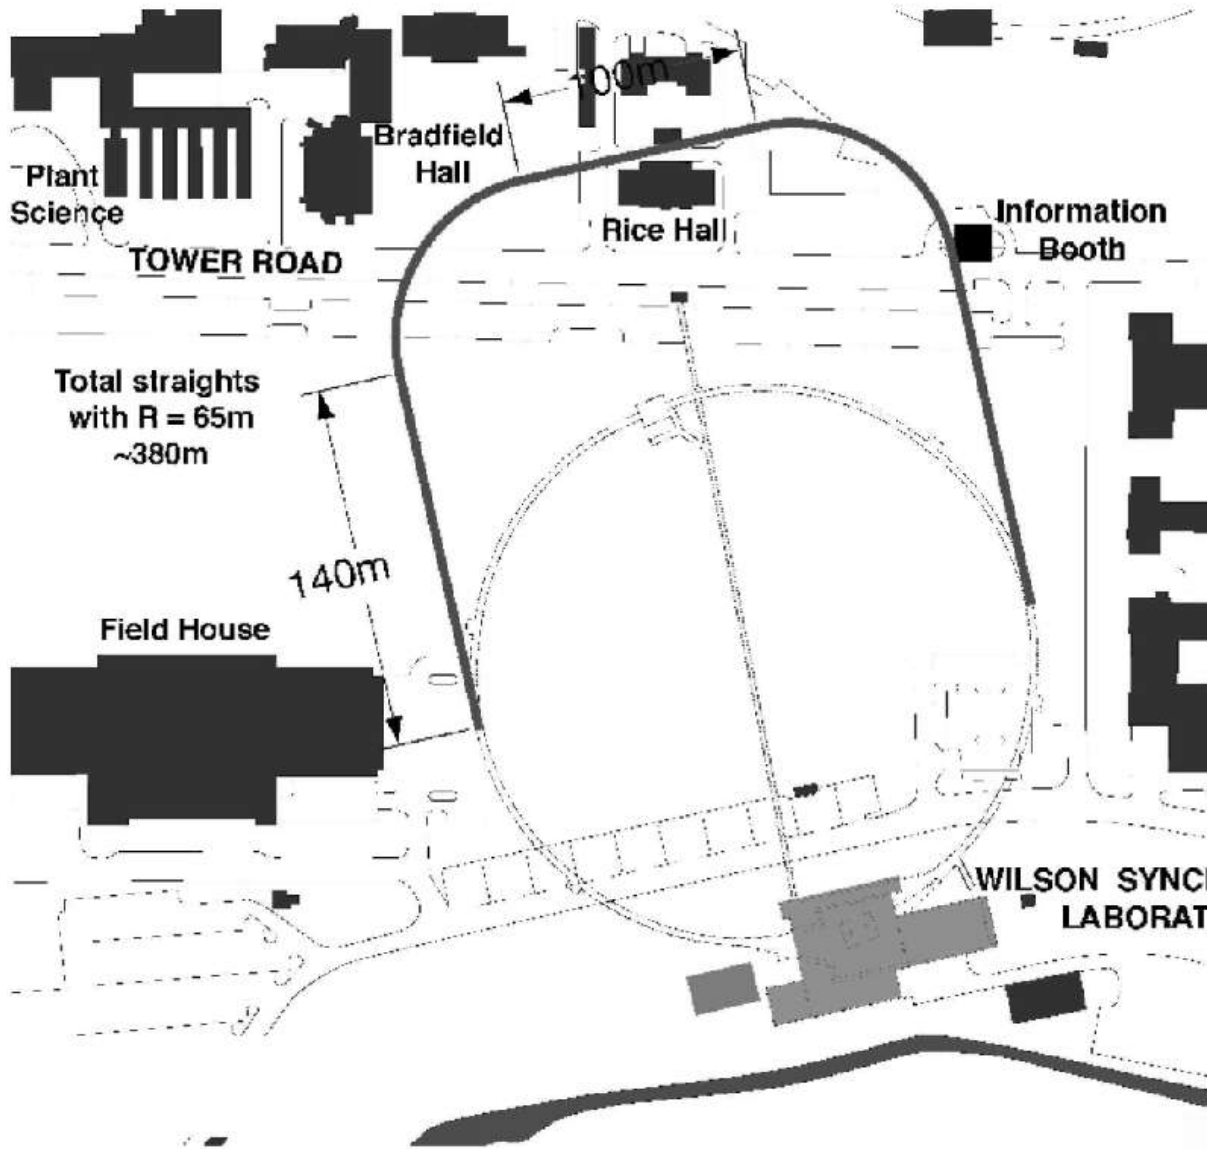 100m
Bradfield
Hall
Plant
Science
Rice Hall
Information
Booth
TOWER ROAD
Total straights
with R = 65m
~380m
140m
Field House
WILSON SYNC
LABORAT